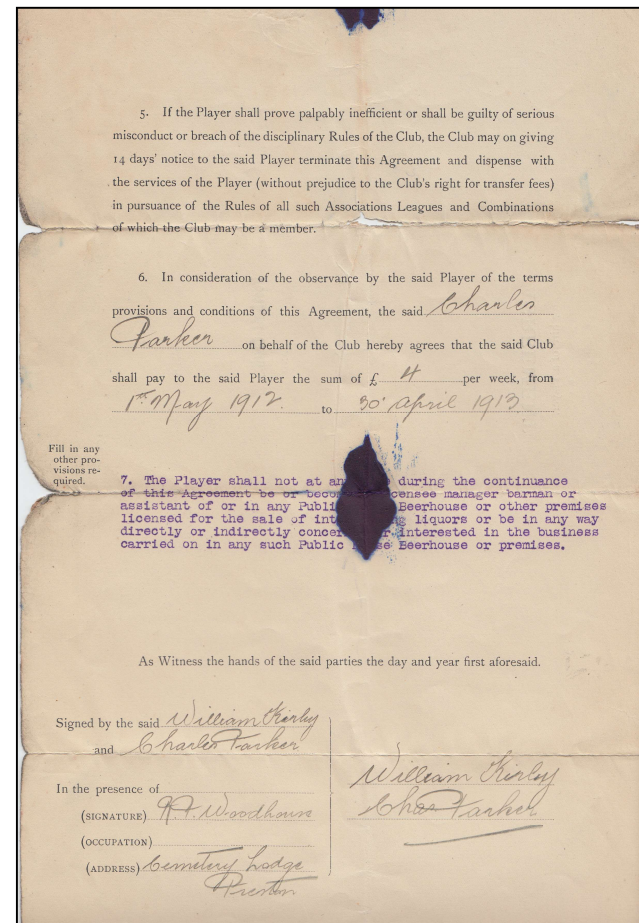 5. If the Player shall prove palpably inefficient or shall be guilty of serious
misconduct or breach of the disciplinary Rules of the Club, the Club may on giving
14 days' notice to the said Player terminate this Agreement and dispense with
the services of the Player (without prejudice to the Club's right for transfer fees)
in pursuance of the Rules of all such Associations Leagues and Combinations
of which the Club may be a member.
6. In consideration of the observance by the said Player of the terms
provisions and conditions of this Agreement, the said Charles
Parker on behalf of the Club hereby agrees that the said Club
shall pay to the said Player the sum of £ 4 per week, from
1st May 1912. to 30' April 1913
Fill in any
other pro-
visions re-
quired.
7. The Player shall not at an during the continuance
of this Agreement be or beco censee manager barman or
assistant of or in any Publi Beerhouse or other premises
licensed for the sale of int g liquors or be in any way
directly or indirectly concer r interested in the business
carried on in any such Public se Beerhouse or premises.
As Witness the hands of the said parties the day and year first aforesaid.
Signed by the said William Kirby
and Charles Parker
In the presence of
(SIGNATURE) Woodhouse
(OCCUPATION)
(ADDRESS) Cemetery Lodge
Preston
William Kirby
Chas Parker